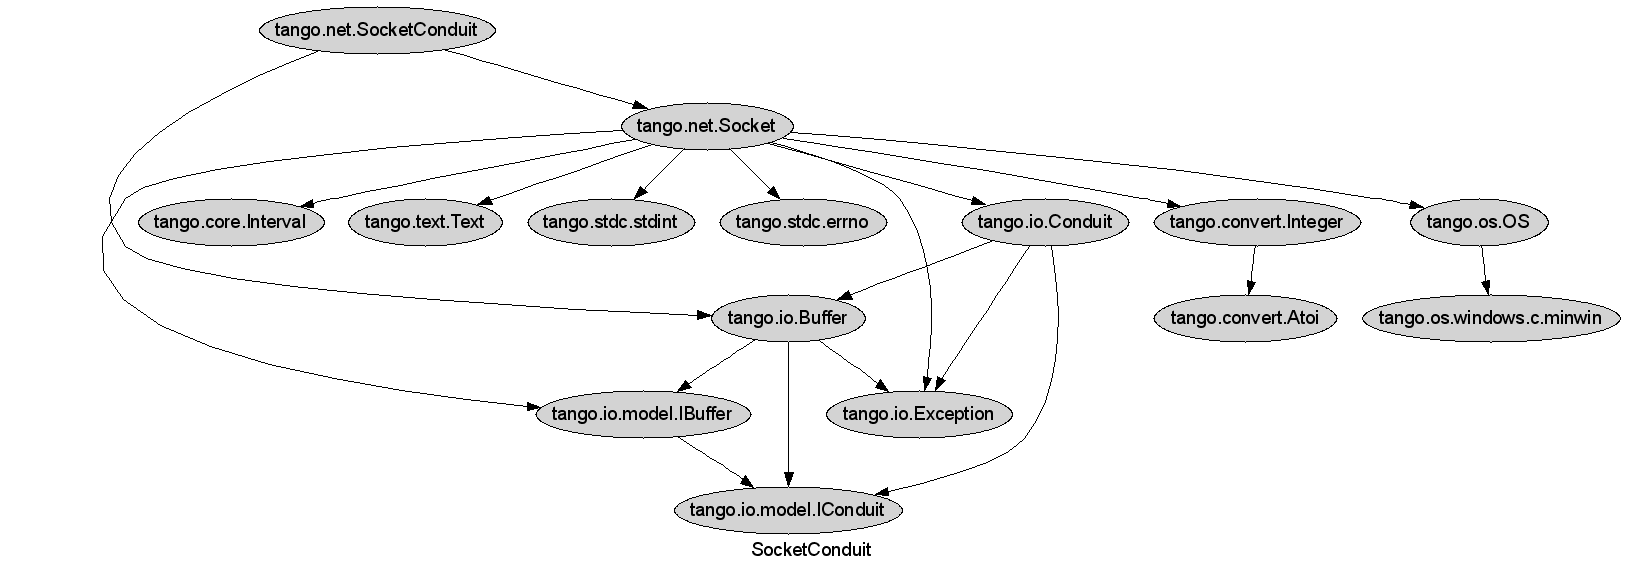 tango.net.SocketConduit
tango.net.Socket
tango.core.Interval
tango.text.Text
tango.stdc.stdint
tango.stdc.errno
tango.io.Conduit
tango.convert.Integer
tango.os.OS
tango.io.Buffer
tango.convert.Atoi
tango.os.windows.c.minwin
tango.io.model.IBuffer
tango.io.Exception
tango.io.model.IConduit
SocketConduit